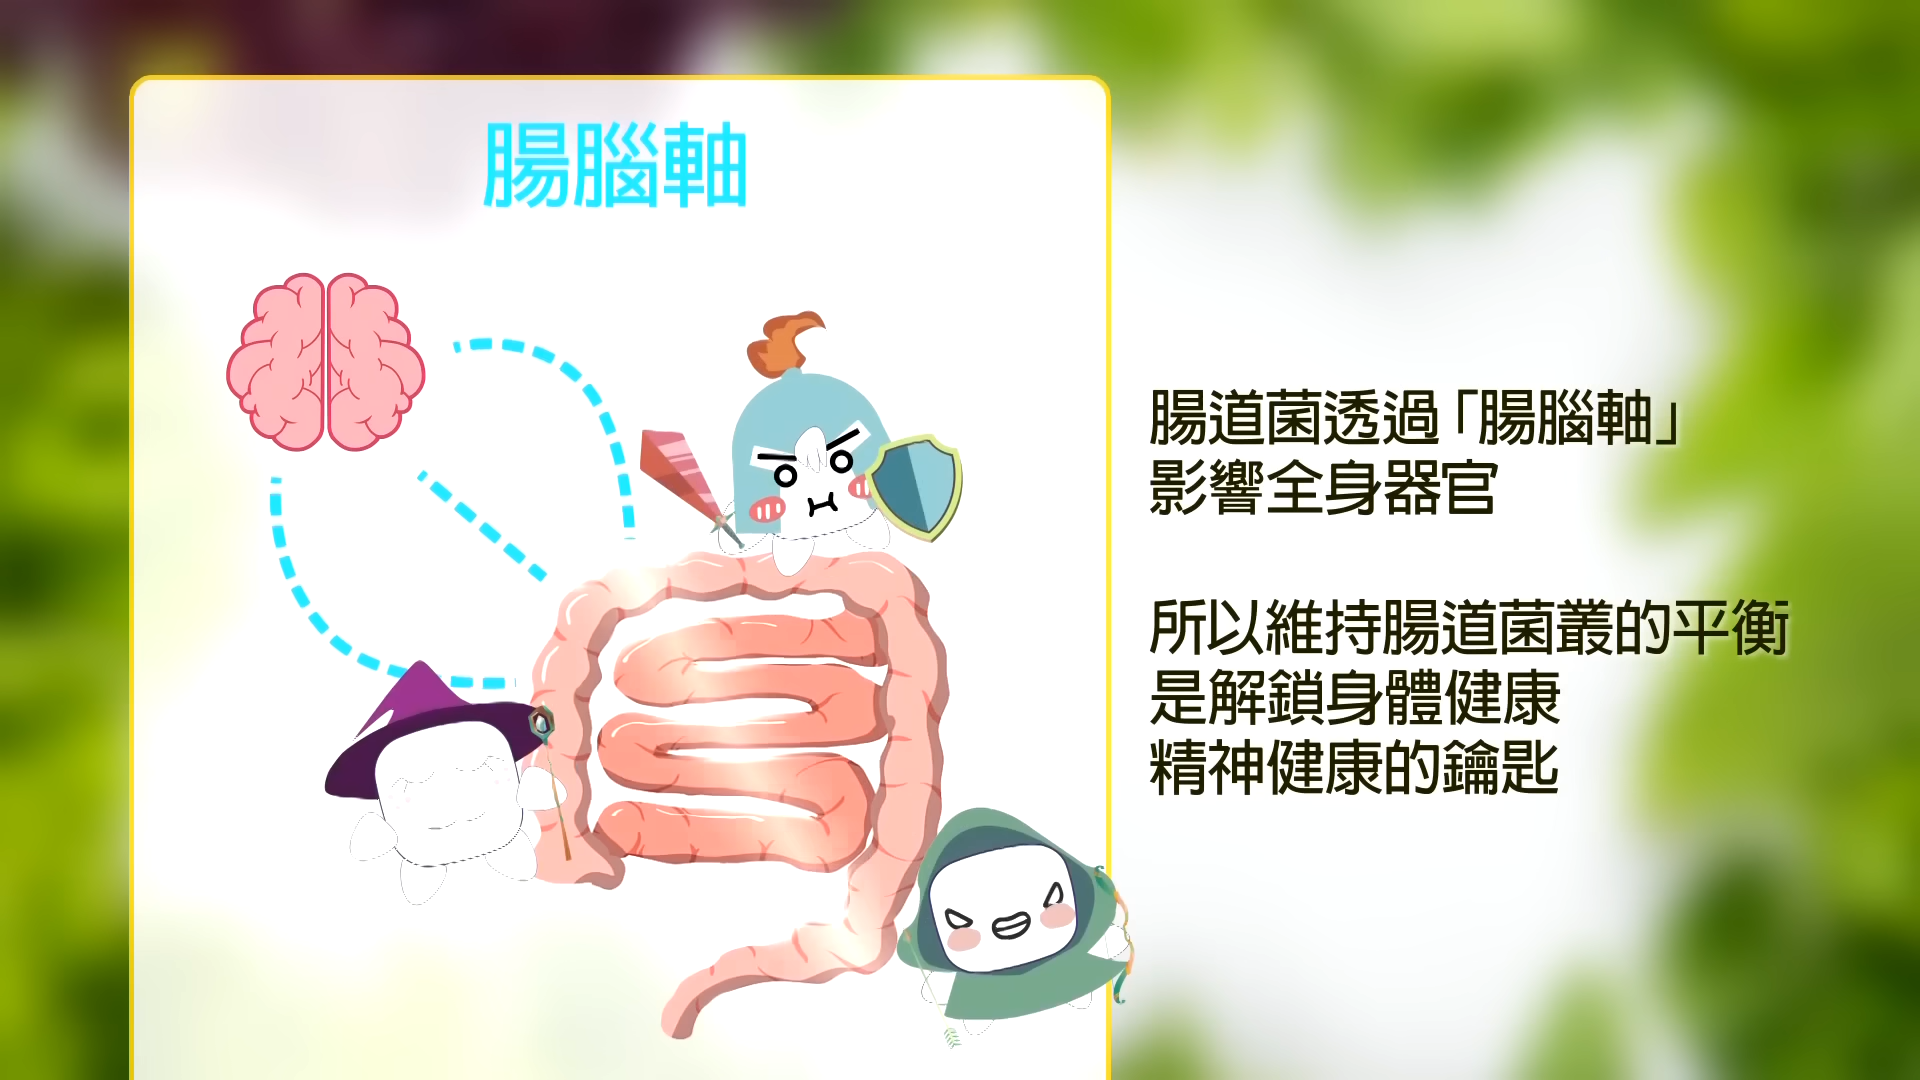 腸腦軸
腸道菌透過「腸腦軸」
影響全身器官
所以維持腸道菌叢的平衡
是解鎖身體健康
精神健康的鑰匙